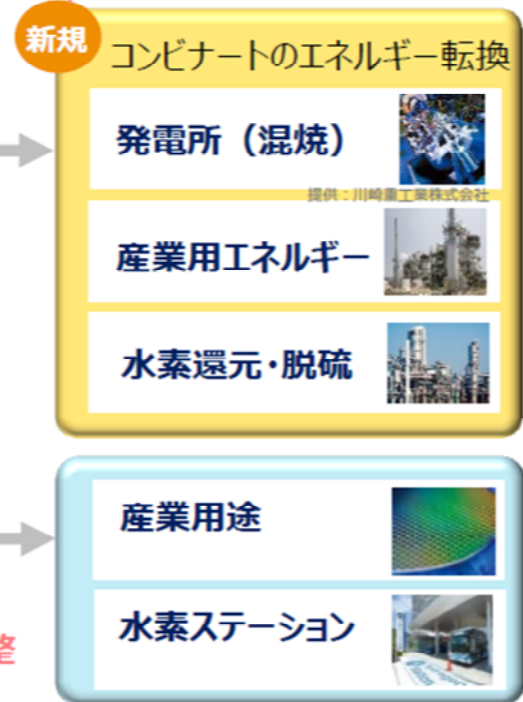 新規
コンビナートのエネルギー転換
発電所（混焼）
提供：川崎重工業株式会社
産業用エネルギー
水素還元・脱硫
産業用途
水素ステーション
整